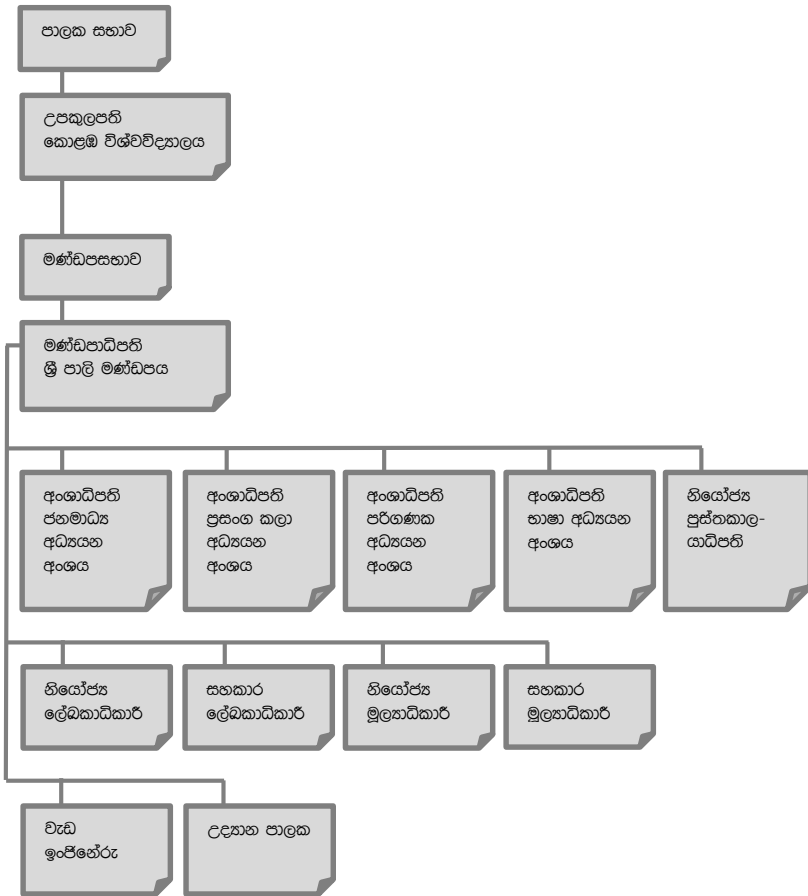 පාලක සභාව
උපකුලපති
කොළඹ විශ්වවිද්‍යාලය
මණ්ඩපසභාව
මණ්ඩපාධිපති
ශ්‍රී පාලි මණ්ඩපය
අංශාධිපති
ජනමාධ්‍ය
අධ්‍යයන
අංශය
අංශාධිපති
ප්‍රසංග කලා
අධ්‍යයන
අංශය
අංශාධිපති
පරිගණක
අධ්‍යයන
අංශය
අංශාධිපති
භාෂා අධ්‍යයන
අංශය
නියෝජ්‍ය
පුස්තකාල-
යාධිපති
නියෝජ්‍ය
ලේඛකාධිකාරී
සහකාර
ලේඛකාධිකාරී
නියෝජ්‍ය
මූල්‍යාධිකාරී
සහකාර
මූල්‍යාධිකාරී
වැඩ
ඉංජිනේරු
උද්‍යාන පාලක